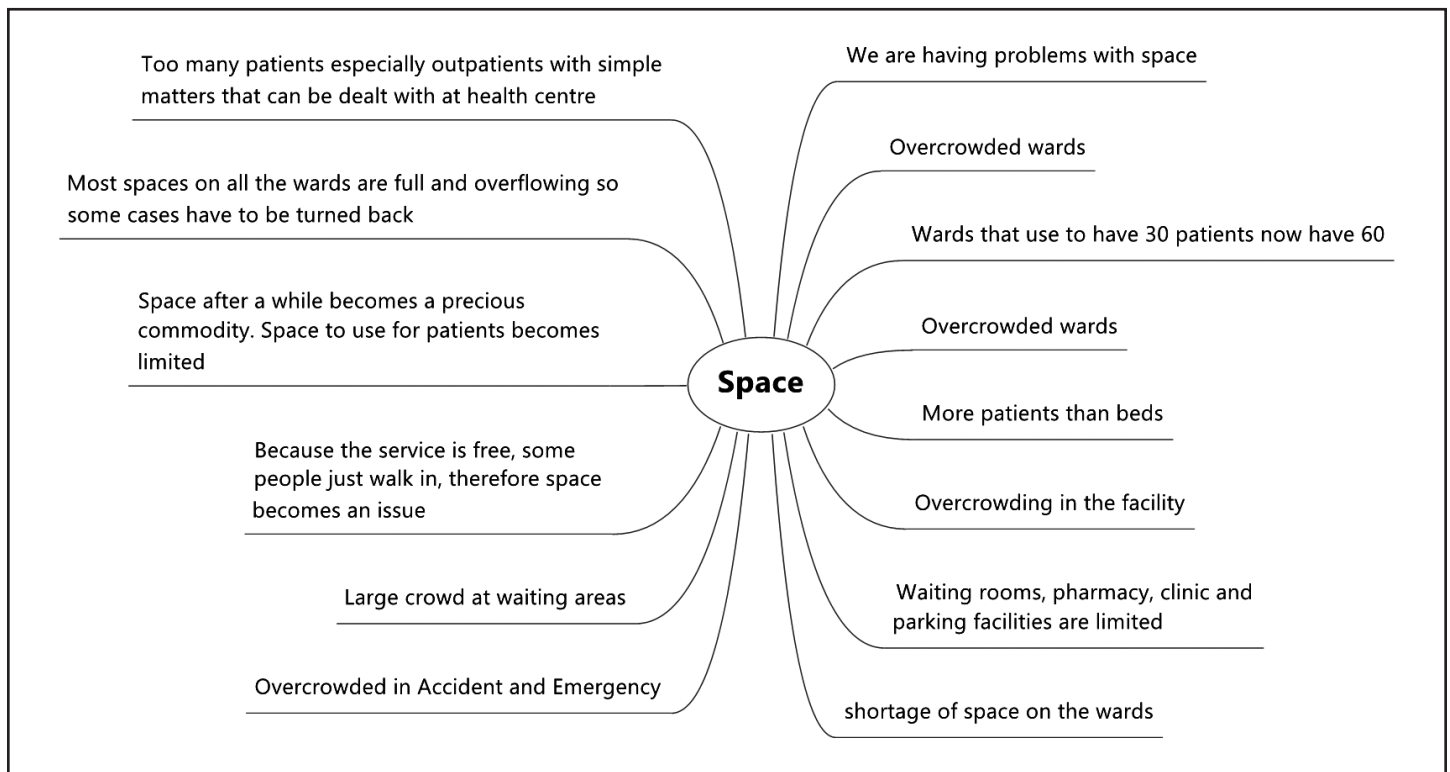 Too many patients especially outpatients with simple
matters that can be dealt with at health centre
Most spaces on all the wards are full and overflowing so
some cases have to be turned back
Space after a while becomes a precious
commodity. Space to use for patients becomes
limited
Because the service is free, some
people just walk in, therefore space
becomes an issue
Large crowd at waiting areas
Overcrowded in Accident and Emergency
Space
We are having problems with space
Overcrowded wards
Wards that use to have 30 patients now have 60
Overcrowded wards
More patients than beds
Overcrowding in the facility
Waiting rooms, pharmacy, clinic and
parking facilities are limited
shortage of space on the wards